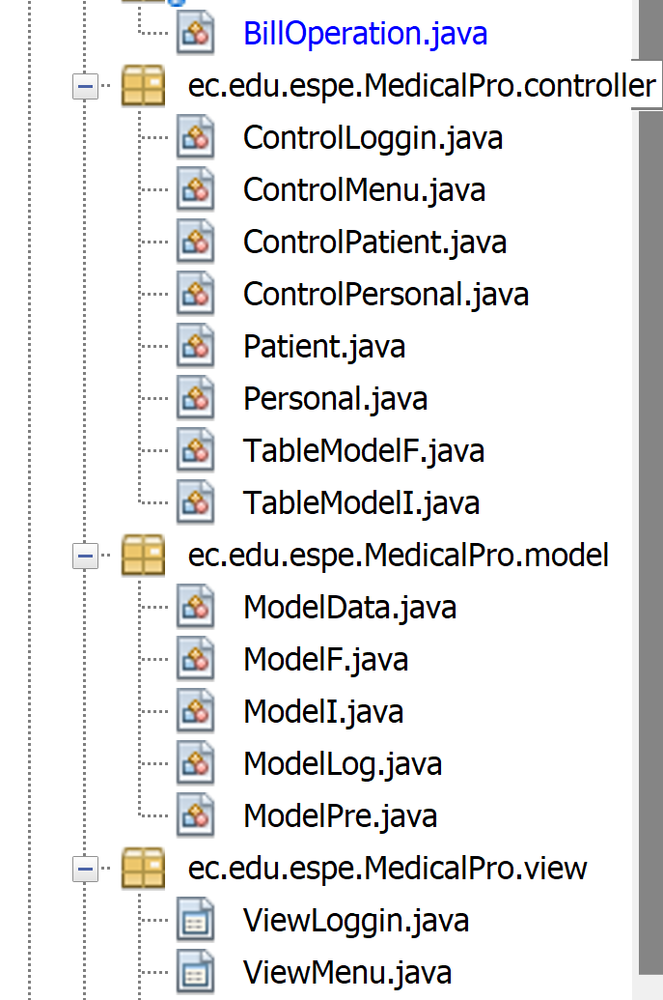 BillOperation.java
ec.edu.espe.MedicalPro.controller
ControlLoggin.java
ControlMenu.java
ControlPatient.java
ControlPersonal.java
Patient.java
Personal.java
TableModelF.java
TableModelI.java
ec.edu.espe.MedicalPro.model
ModelData.java
ModelF.java
ModelI.java
ModelLog.java
ModelPre.java
ec.edu.espe.MedicalPro.view
ViewLoggin.java
ViewMenu.java